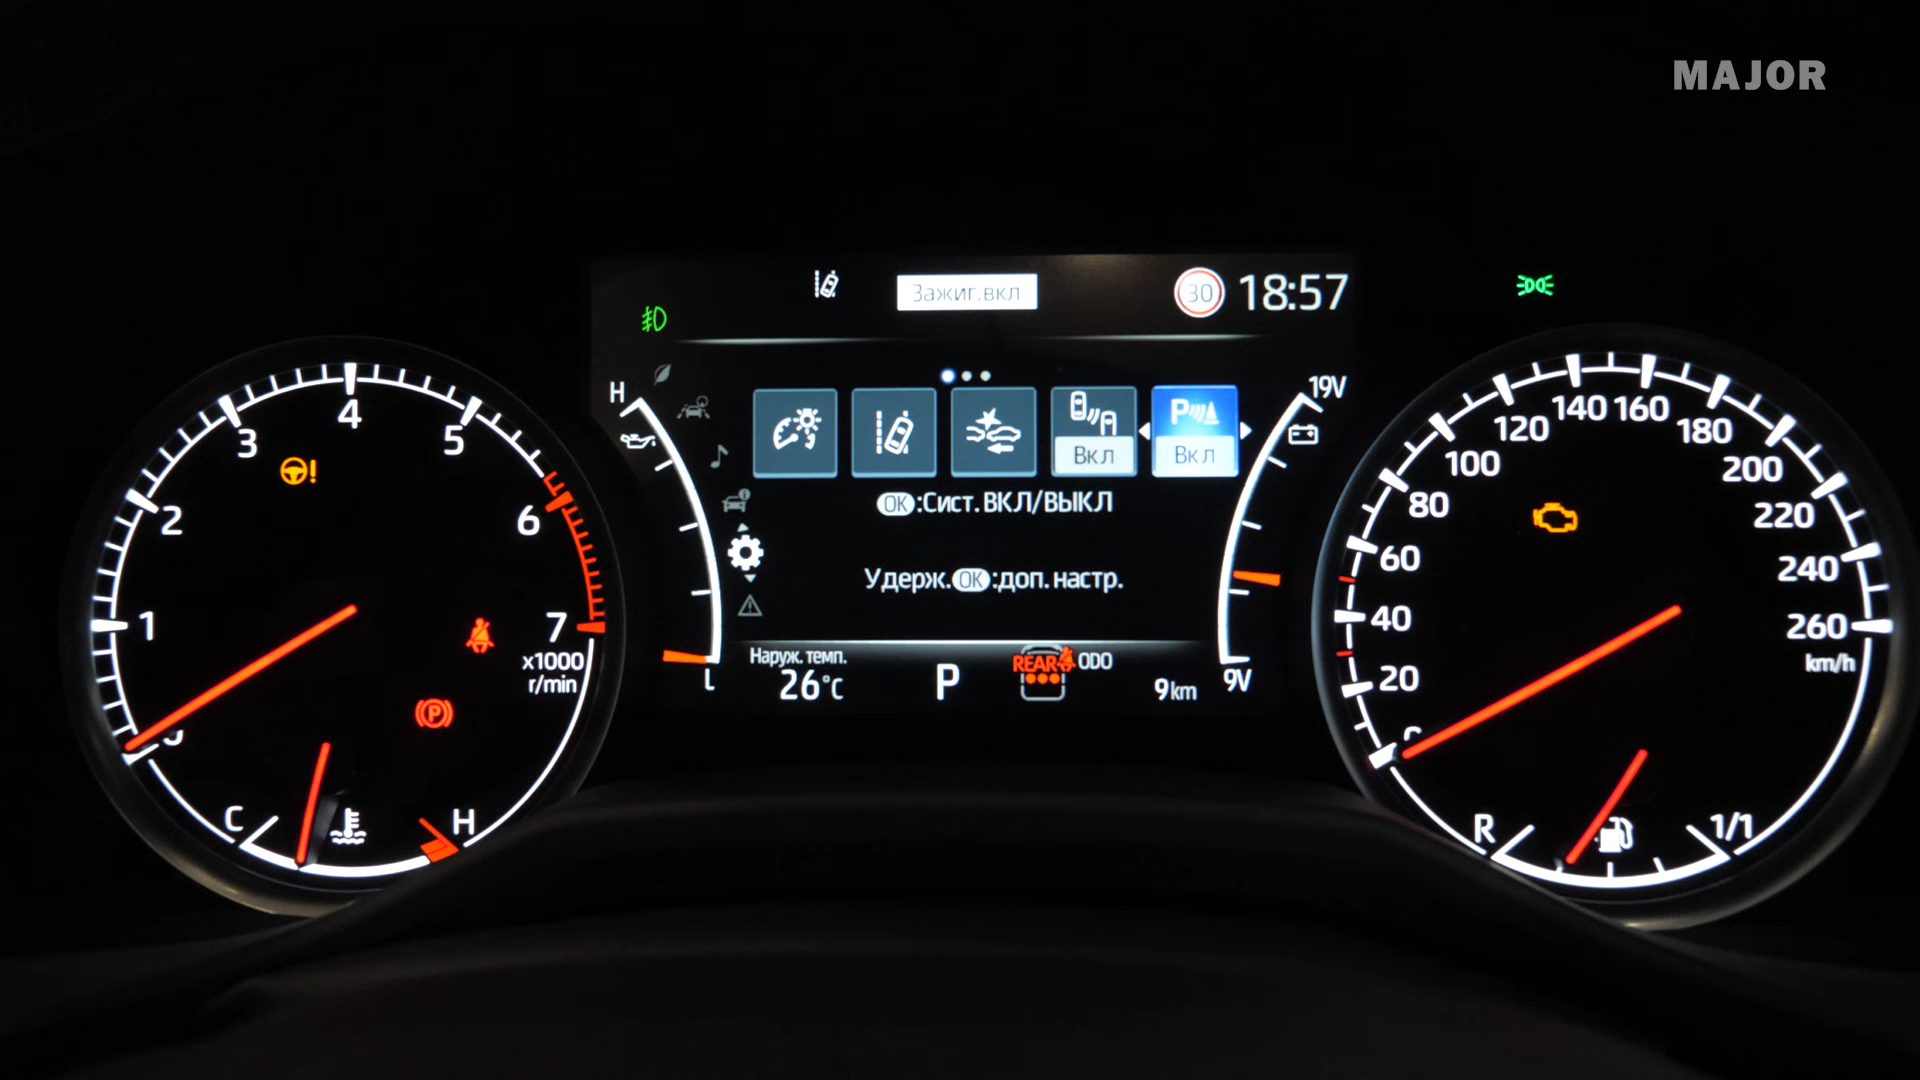 MAJOR
Зажиг.вкл
30
18:57
H
19V
P
Вкл
Вкл
OK:Сист.ВКЛ/ВЫКЛ
Удерж.OK:доп. настр.
L
9V
Наруж. темп.
26°C
P
REAR
ODO
9km
1
2
3
4
5
6
7
x1000
r/min
P
C
H
0
20
40
60
80
100
120
140
160
180
200
220
240
260
km/h
R
1/1